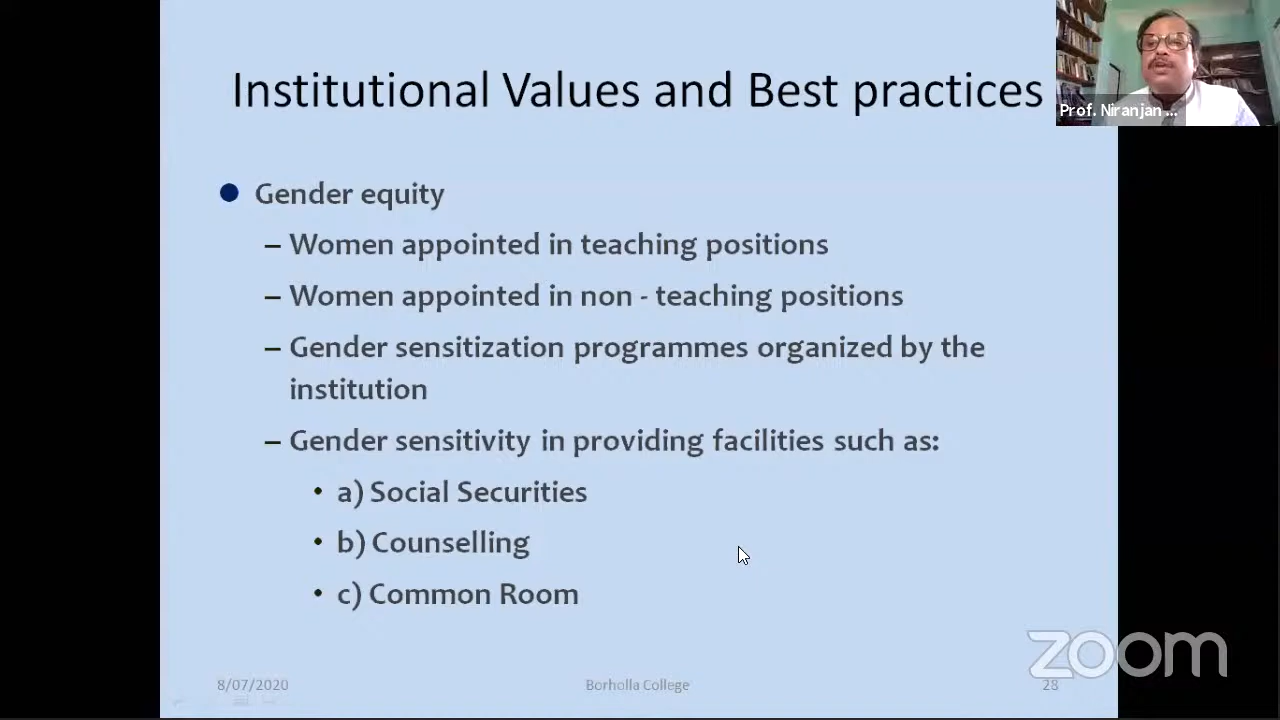 Institutional Values and Best practices
Prof. Niranjan ...
● Gender equity
– Women appointed in teaching positions
– Women appointed in non - teaching positions
– Gender sensitization programmes organized by the
institution
– Gender sensitivity in providing facilities such as:
• a) Social Securities
• b) Counselling
• c) Common Room
zoom
8/07/2020
Borholla College
28